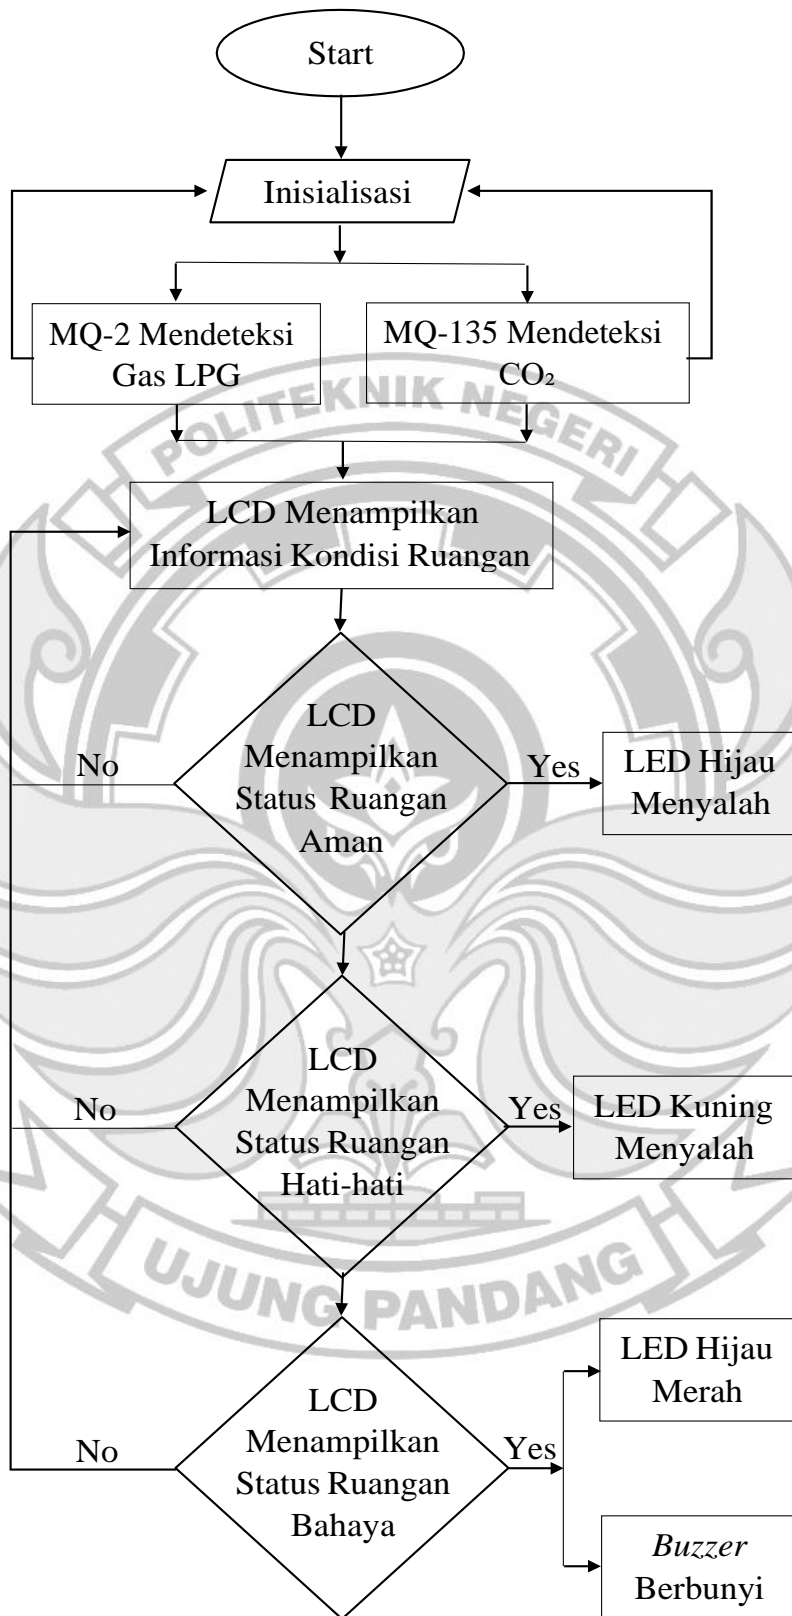 Start
Inisialisasi
MQ-2 Mendeteksi
Gas LPG
MQ-135 Mendeteksi
CO₂
POLITEKNIK NEGERI
LCD Menampilkan
Informasi Kondisi Ruangan
LCD
Menampilkan
Status Ruangan
Aman
No
Yes
LED Hijau
Menyalah
LCD
Menampilkan
Status Ruangan
Hati-hati
No
Yes
LED Kuning
Menyalah
UJUNG PANDANG
LCD
Menampilkan
Status Ruangan
Bahaya
No
Yes
LED Hijau
Merah
Buzzer
Berbunyi